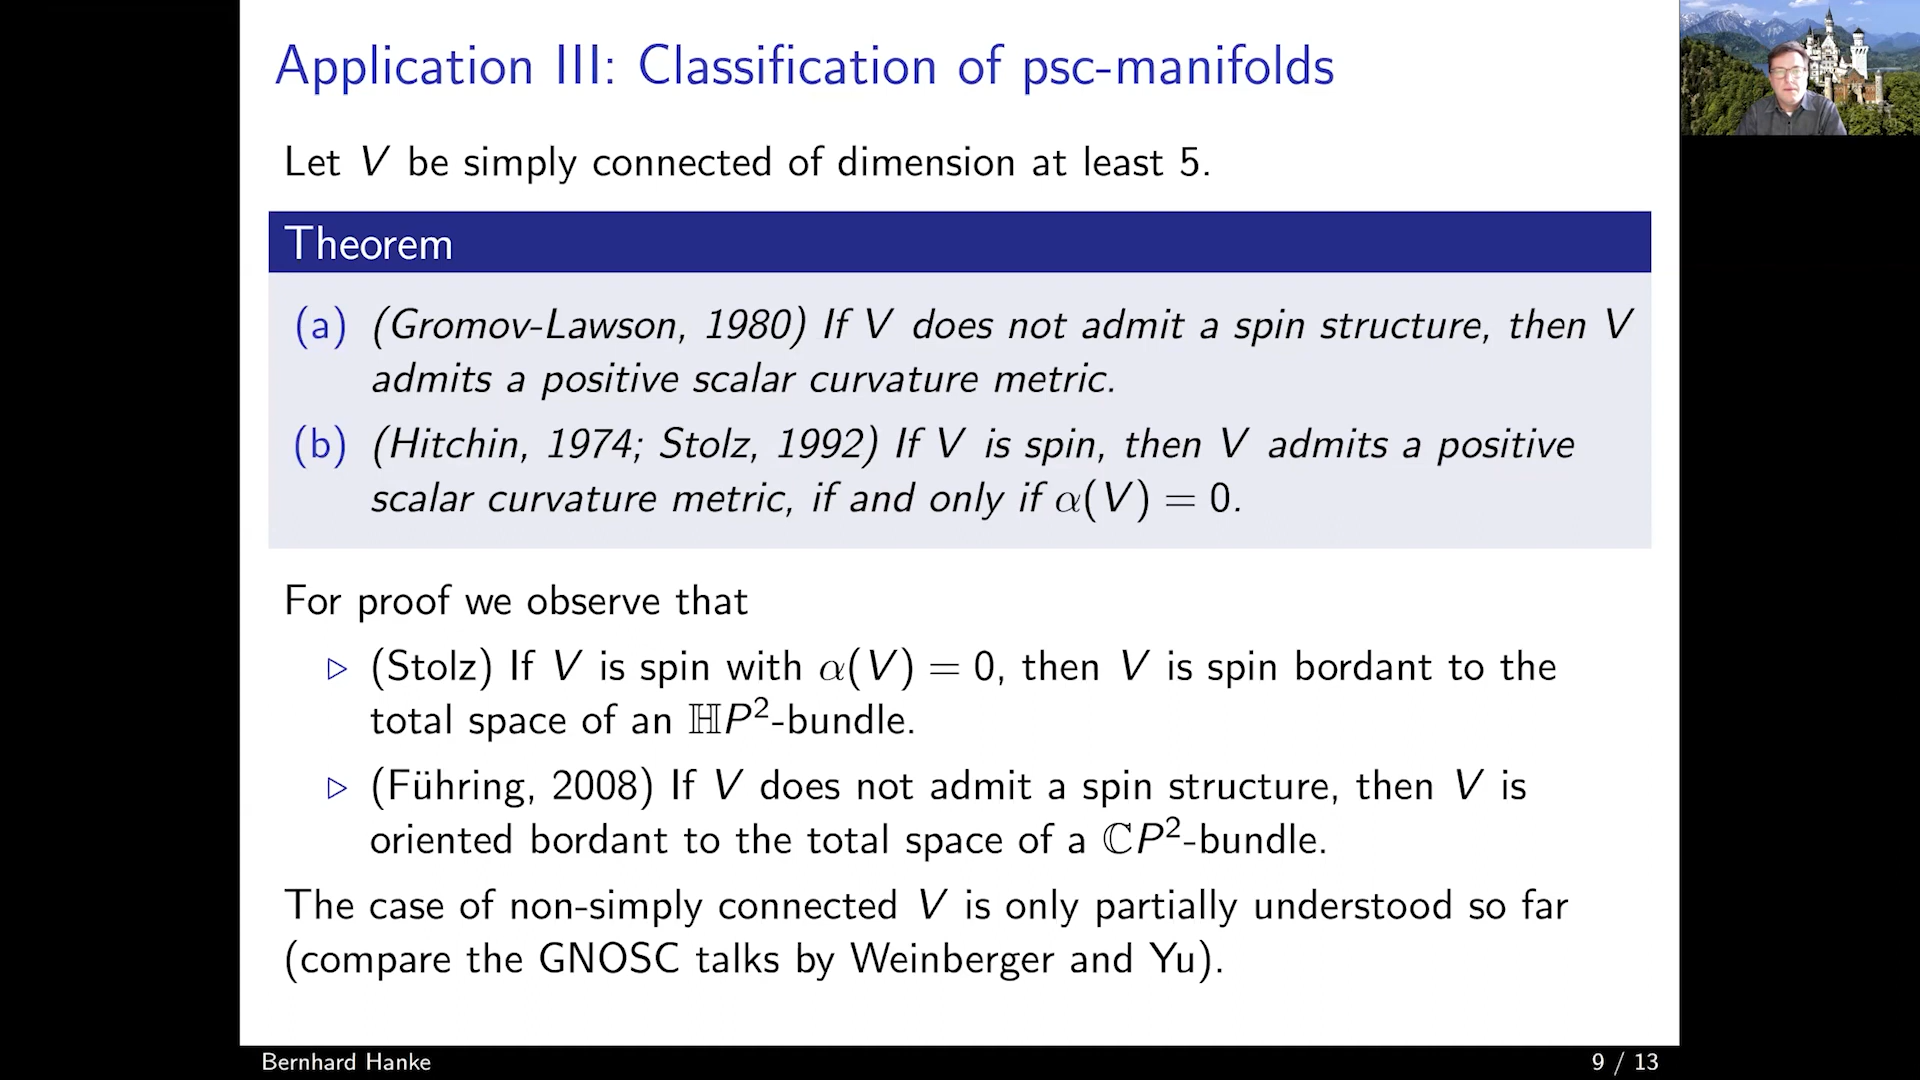 Application III: Classification of psc-manifolds
Let V be simply connected of dimension at least 5.
Theorem
(a) (Gromov-Lawson, 1980) If V does not admit a spin structure, then V
admits a positive scalar curvature metric.
(b) (Hitchin, 1974; Stolz, 1992) If V is spin, then V admits a positive
scalar curvature metric, if and only if α(V) = 0.
For proof we observe that
▷ (Stolz) If V is spin with α(V) = 0, then V is spin bordant to the
total space of an ℍP²-bundle.
▷ (Führing, 2008) If V does not admit a spin structure, then V is
oriented bordant to the total space of a ℂP²-bundle.
The case of non-simply connected V is only partially understood so far
(compare the GNOSC talks by Weinberger and Yu).
Bernhard Hanke
9 / 13